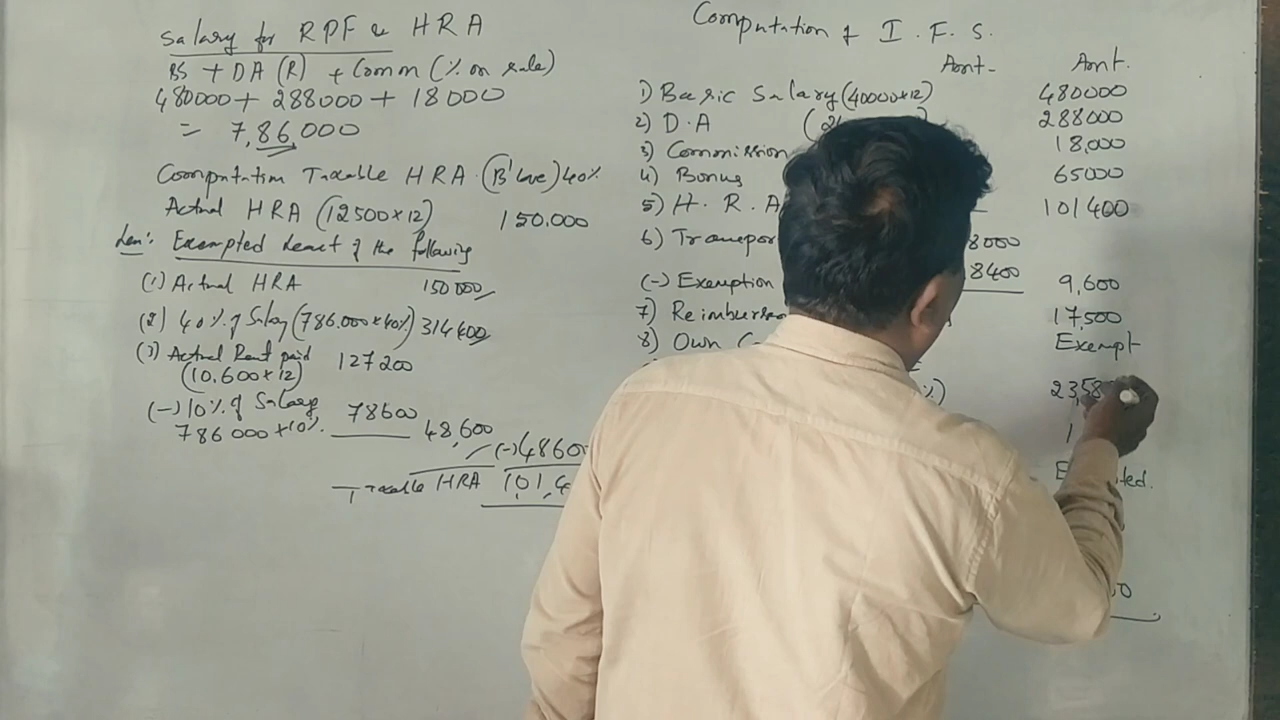 Salary for RPF & HRA
BS + DA (R) + Comm (% on sale)
480000 + 288000 + 18000
= 7,86,000
Computation Taxable HRA (B'lore) 40%
Actual HRA (12500×12) 150.000
Less: Exempted least of the following
(1) Actual HRA 150000
(2) 40% of Salary (786.000×40%) 314400
(3) Actual Rent paid 127200
(10,600×12)
(-) 10% of Salary 78600
786000×10% 48,600
(-) 4860
Taxable HRA 101,4
Computation of I.F.S.
Amt- Amt.
1) Basic Salary (40000×12) 480000
2) D.A 288000
3) Commission 18,000
4) Bonus 65000
5) H.R.A 101400
6) Transpor 8000
(-) Exemption 8400 9,600
7) Reimburse 17,500
8) Own C Exempt
%) 23,58